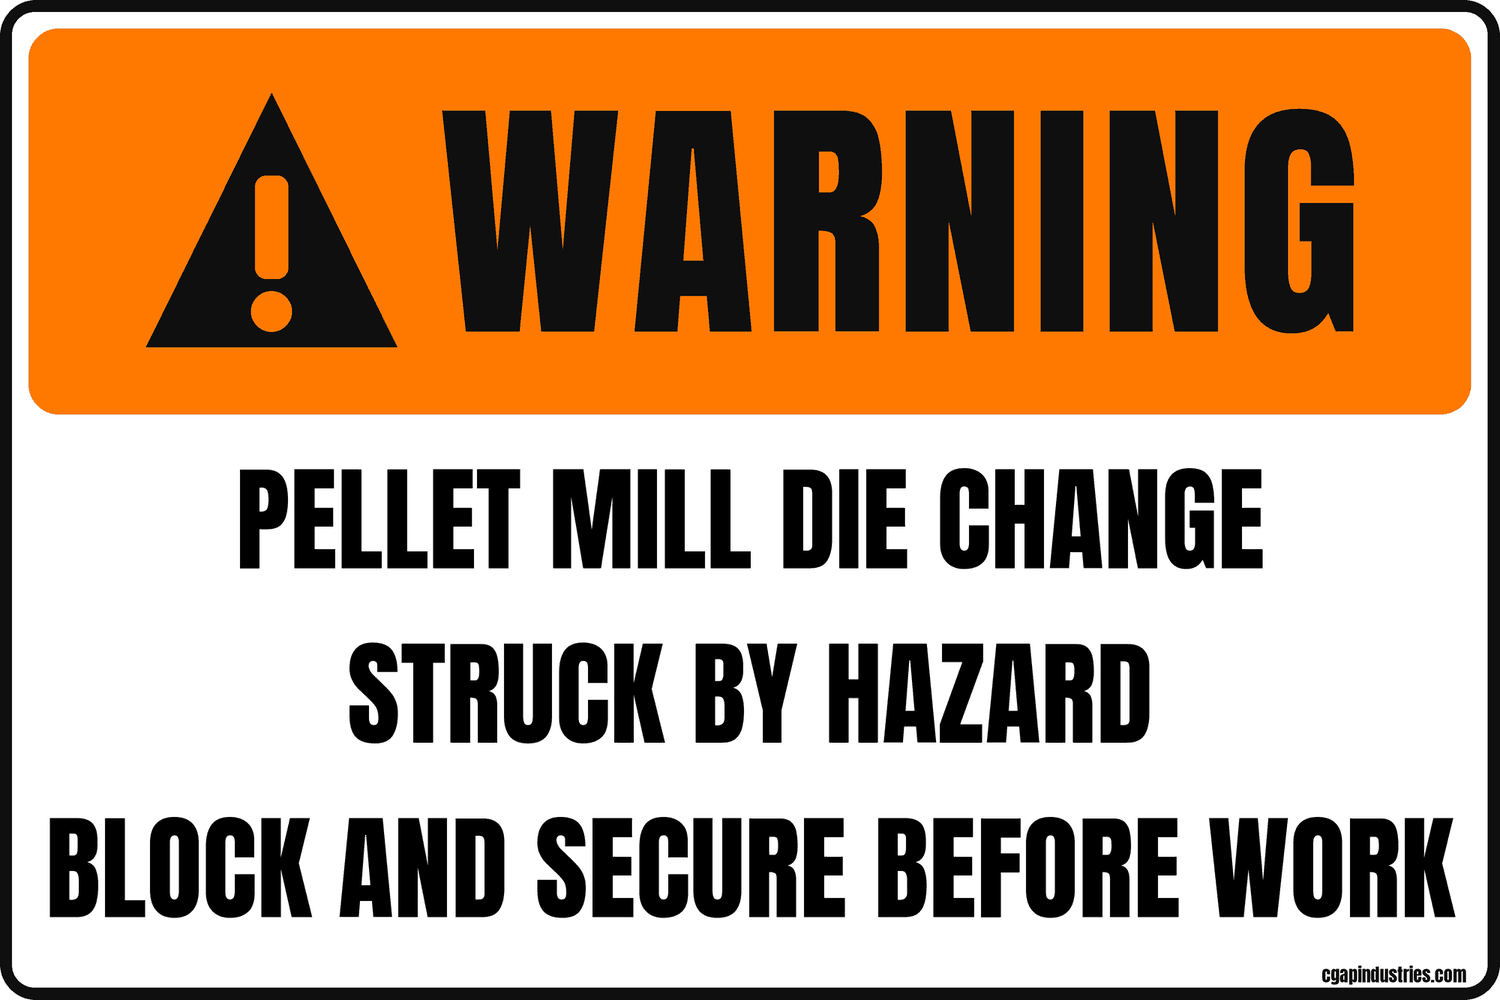 WARNING
PELLET MILL DIE CHANGE
STRUCK BY HAZARD
BLOCK AND SECURE BEFORE WORK
cgapindustries.com